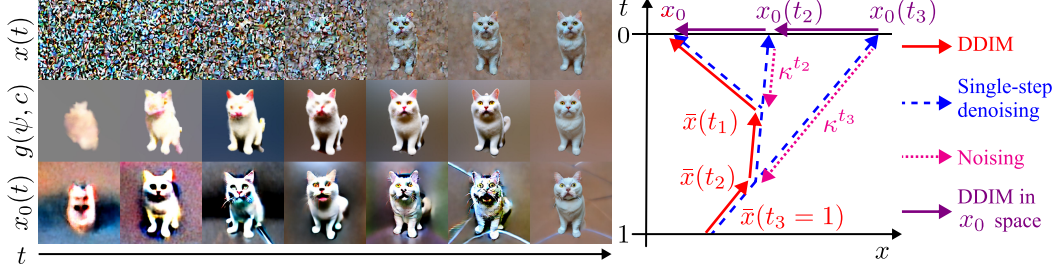 x(t)
g(ψ, c)
x₀(t)
t
t
0
1
x
x₀
x₀(t₂)
x₀(t₃)
κ^{t₂}
κ^{t₃}
x̄(t₁)
x̄(t₂)
x̄(t₃ = 1)
DDIM
Single-step
denoising
Noising
DDIM in
x₀ space